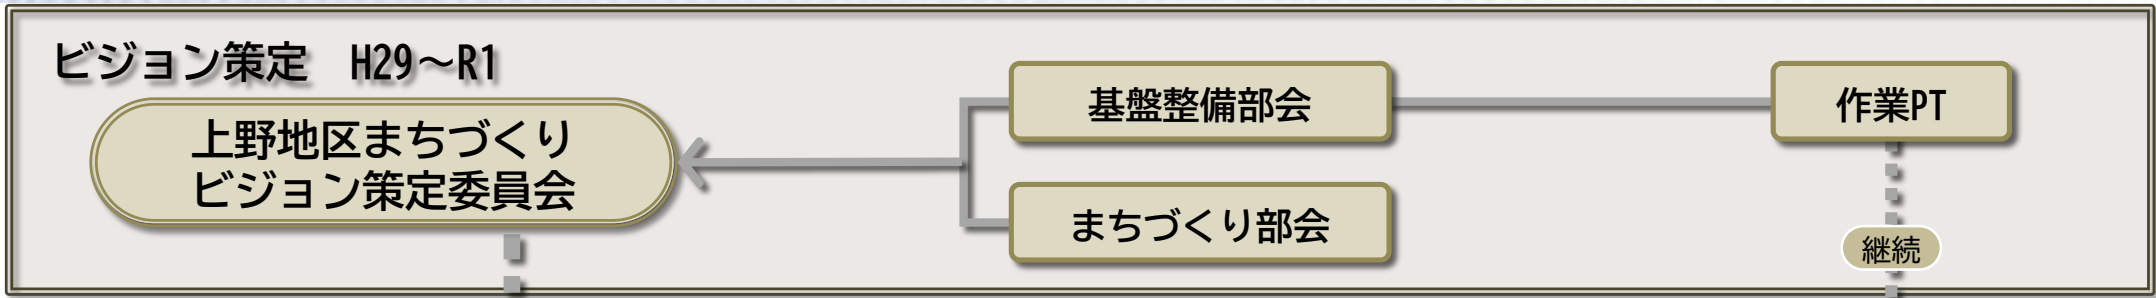 ビジョン策定　H29～R1
上野地区まちづくり
ビジョン策定委員会
基盤整備部会
作業PT
まちづくり部会
継続